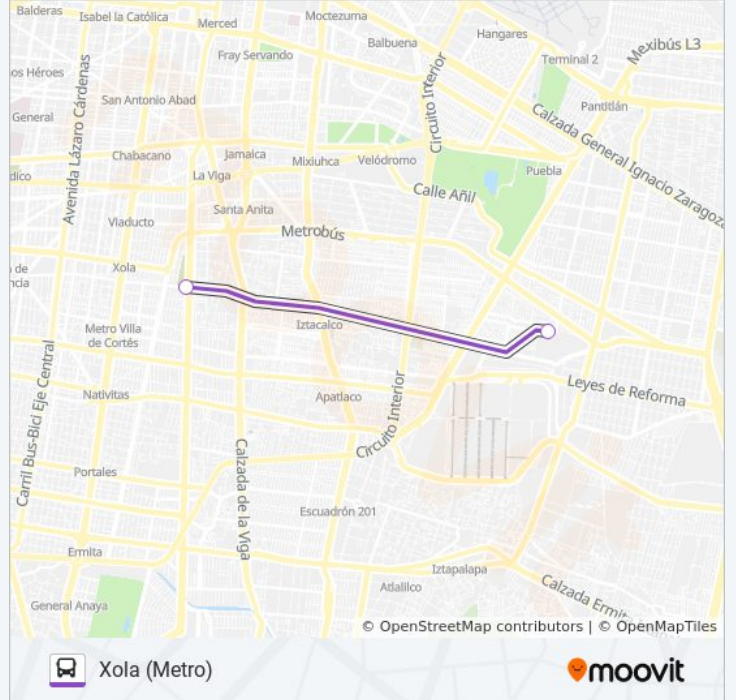 Balderas
Isabel la Católica
Merced
Moctezuma
Hangares
Balbuena
Mexibús L3
Fray Servando
Terminal 2
os Héroes
Avenida Lázaro Cárdenas
Circuito Interior
San Antonio Abad
Pantitlán
General
Calzada General Ignacio Zaragoza
Chabacano
Jamaica
Mixiuhca
Velódromo
dico
La Viga
Puebla
Calle Añil
Santa Anita
Viaducto
Metrobús
Xola
n de
ncia
Iztacalco
Metro Villa
de Cortés
Carril Bus-Bici Eje Central
Leyes de Reforma
Nativitas
Apatlaco
Circuito Interior
Calzada de la Viga
Portales
Escuadrón 201
Ermita
Iztapalapa
Atlalilco
Calzada Ermit
General Anaya
© OpenStreetMap contributors | © OpenMapTiles
Xola (Metro)
moovit